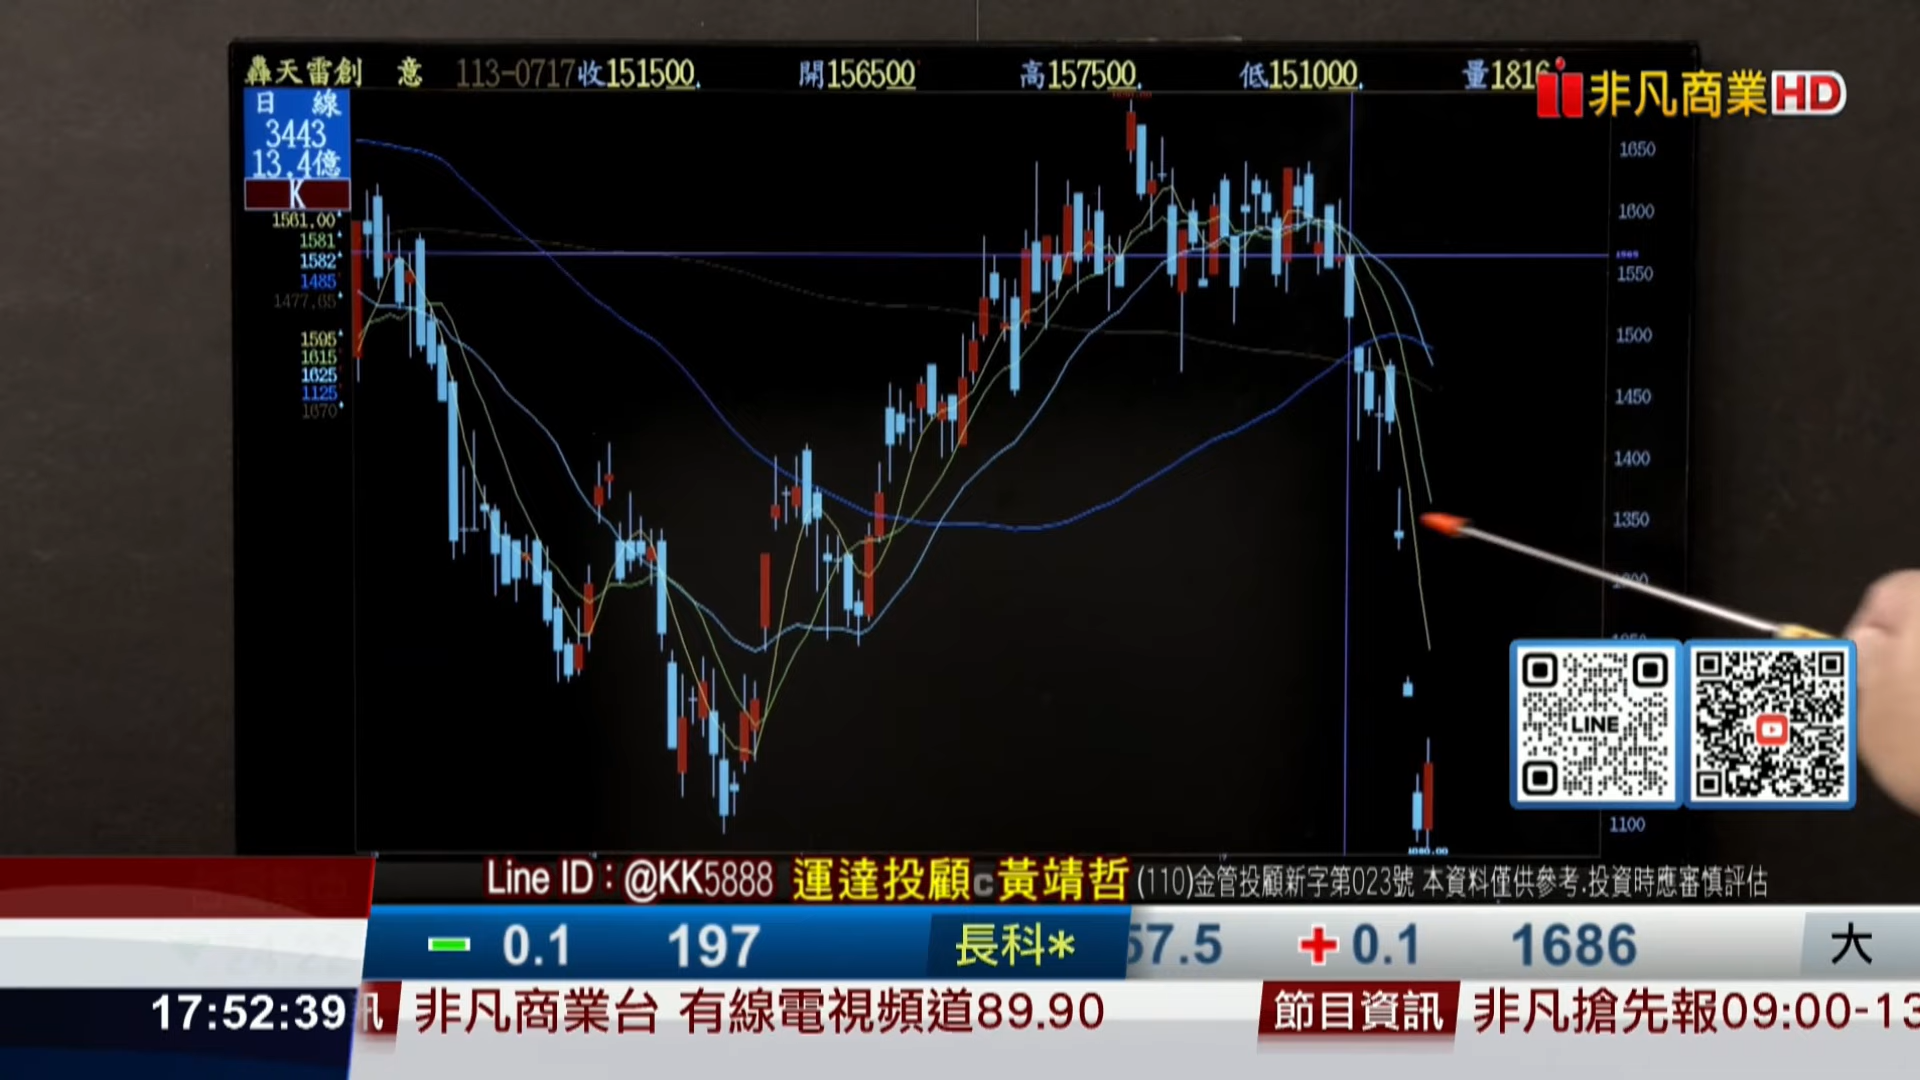 轟天雷創 意 113-0717收151500 開156500 高157500 低151000 量1816
非凡商業HD
日 線
3443
13.4億
K
1561.00
1581
1582
1485
1477.65
1595
1615
1625
1125
1670
1650
1600
1550
1500
1450
1400
1350
1100
LINE
Line ID：@KK5888 運達投顧 黃靖哲 (110)金管投顧新字第023號 本資料僅供參考.投資時應審慎評估
0.1 197 長科* 57.5 0.1 1686 大
17:52:39 訊 非凡商業台 有線電視頻道89.90 節目資訊 非凡搶先報09:00-13